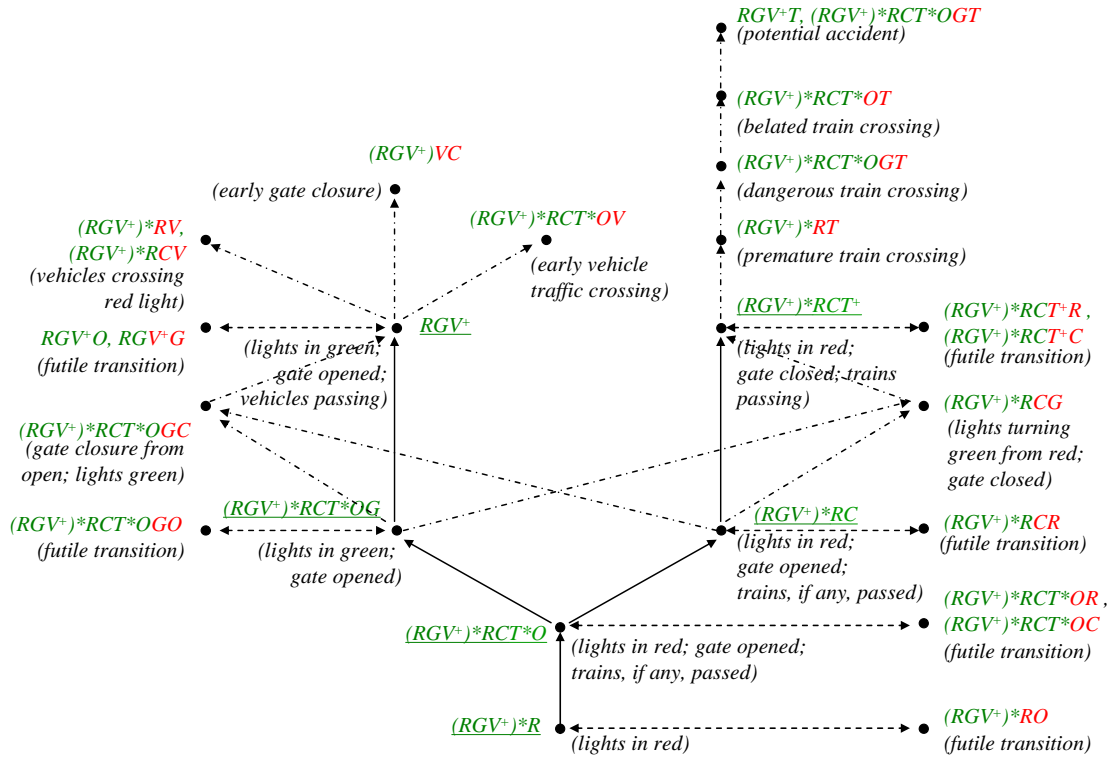 RGV⁺T, (RGV⁺)*RCT*OGT
(potential accident)
(RGV⁺)*RCT*OT
(belated train crossing)
(RGV⁺)VC
(RGV⁺)*RCT*OGT
(early gate closure)
(dangerous train crossing)
(RGV⁺)*RV,
(RGV⁺)*RCV
(vehicles crossing
red light)
(RGV⁺)*RCT*OV
(early vehicle
traffic crossing)
(RGV⁺)*RT
(premature train crossing)
RGV⁺O, RGV⁺G
(futile transition)
RGV⁺
(lights in green;
gate opened;
vehicles passing)
(RGV⁺)*RCT⁺
(lights in red;
gate closed; trains
passing)
(RGV⁺)*RCT⁺R ,
(RGV⁺)*RCT⁺C
(futile transition)
(RGV⁺)*RCT*OGC
(gate closure from
open; lights green)
(RGV⁺)*RCG
(lights turning
green from red;
gate closed)
(RGV⁺)*RCT*OGO
(futile transition)
(RGV⁺)*RCT*OG
(lights in green;
gate opened)
(RGV⁺)*RC
(lights in red;
gate opened;
trains, if any, passed)
(RGV⁺)*RCR
(futile transition)
(RGV⁺)*RCT*O
(lights in red; gate opened;
trains, if any, passed)
(RGV⁺)*RCT*OR ,
(RGV⁺)*RCT*OC
(futile transition)
(RGV⁺)*R
(lights in red)
(RGV⁺)*RO
(futile transition)